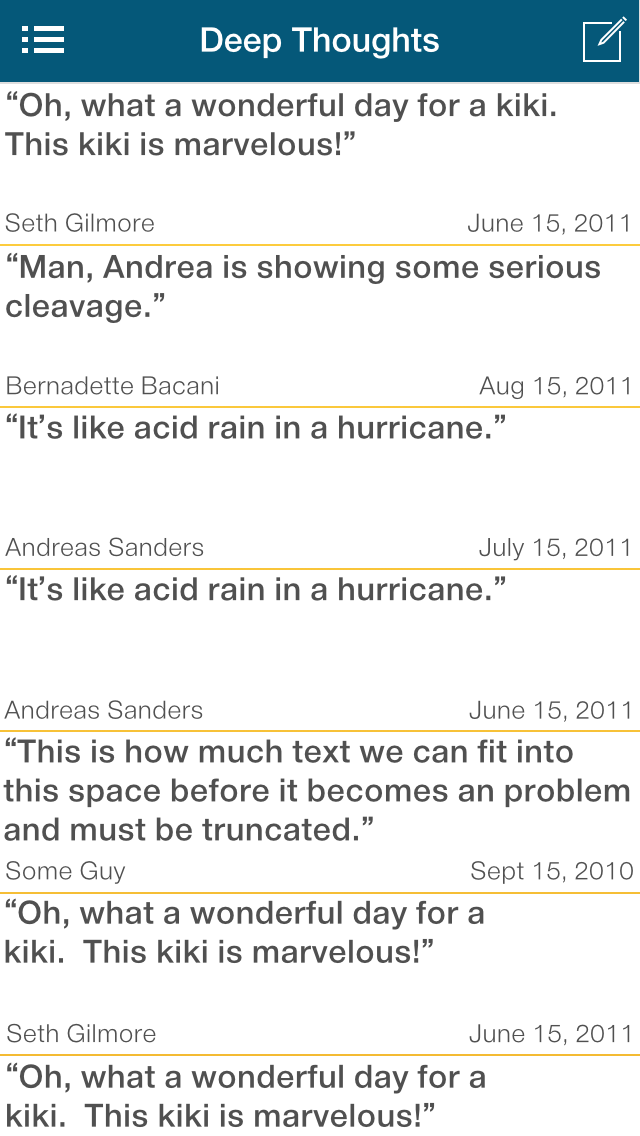 Deep Thoughts
“Oh, what a wonderful day for a kiki.
This kiki is marvelous!”
Seth Gilmore June 15, 2011
“Man, Andrea is showing some serious
cleavage.”
Bernadette Bacani Aug 15, 2011
“It’s like acid rain in a hurricane.”
Andreas Sanders July 15, 2011
“It’s like acid rain in a hurricane.”
Andreas Sanders June 15, 2011
“This is how much text we can fit into
this space before it becomes an problem
and must be truncated.”
Some Guy Sept 15, 2010
“Oh, what a wonderful day for a
kiki.  This kiki is marvelous!”
Seth Gilmore June 15, 2011
“Oh, what a wonderful day for a
kiki.  This kiki is marvelous!”